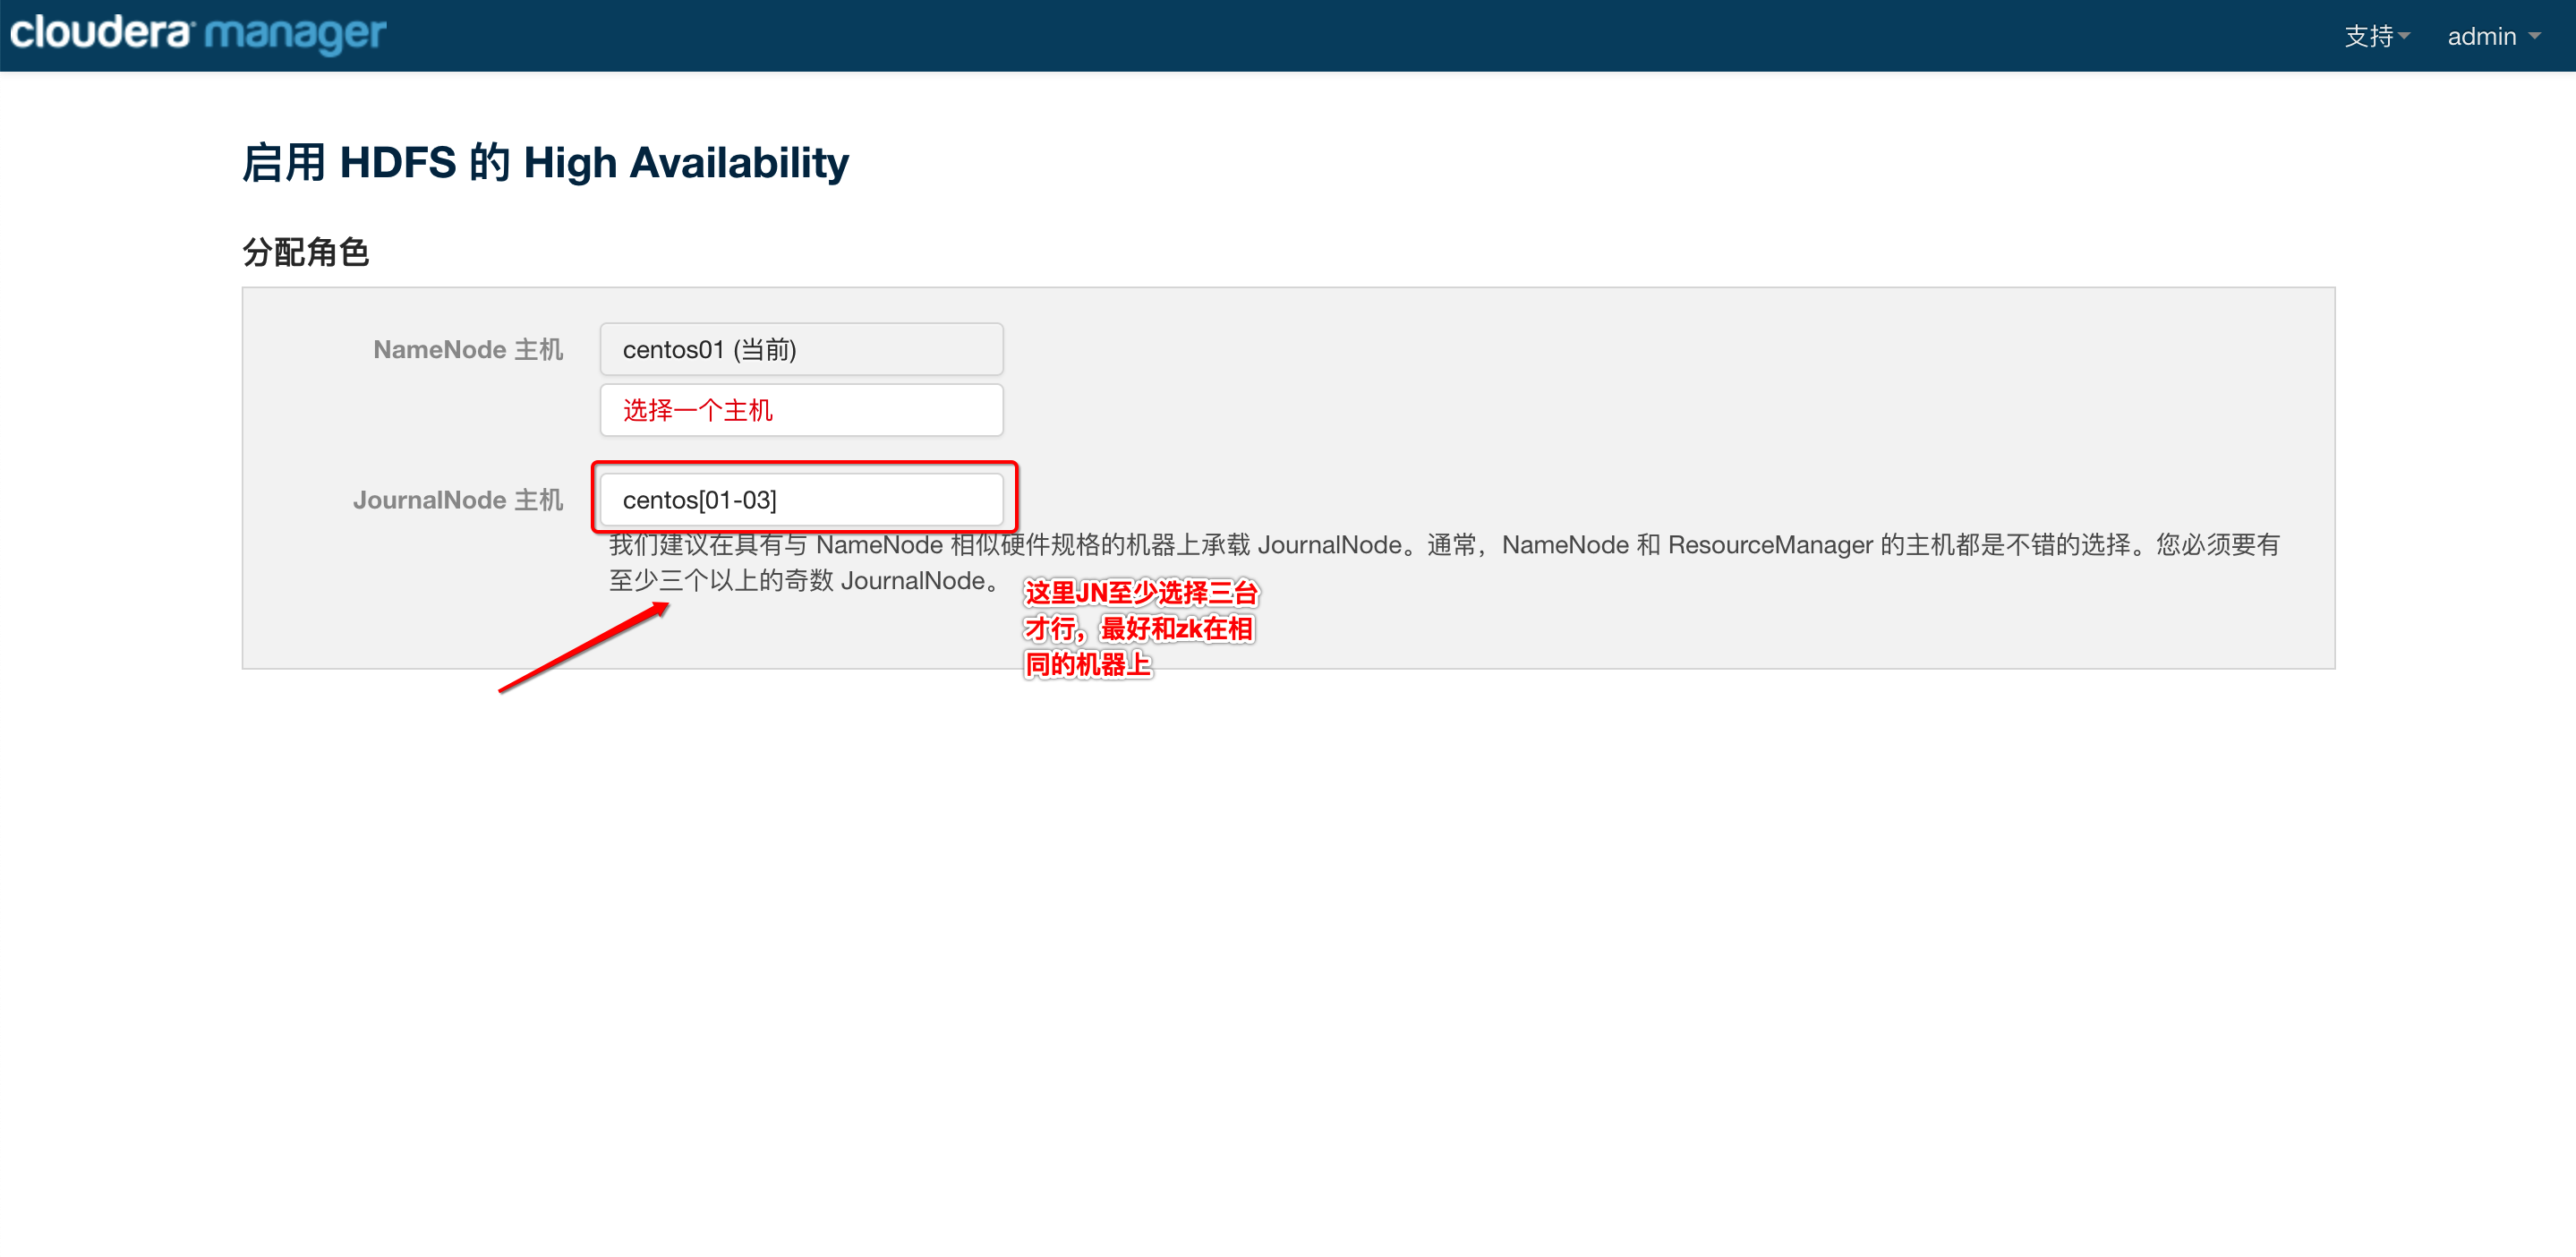 cloudera manager
支持 admin
启用 HDFS 的 High Availability
分配角色
NameNode 主机 centos01 (当前)
选择一个主机
JournalNode 主机 centos[01-03]
我们建议在具有与 NameNode 相似硬件规格的机器上承载 JournalNode。通常，NameNode 和 ResourceManager 的主机都是不错的选择。您必须要有
至少三个以上的奇数 JournalNode。
这里JN至少选择三台
才行，最好和zk在相
同的机器上